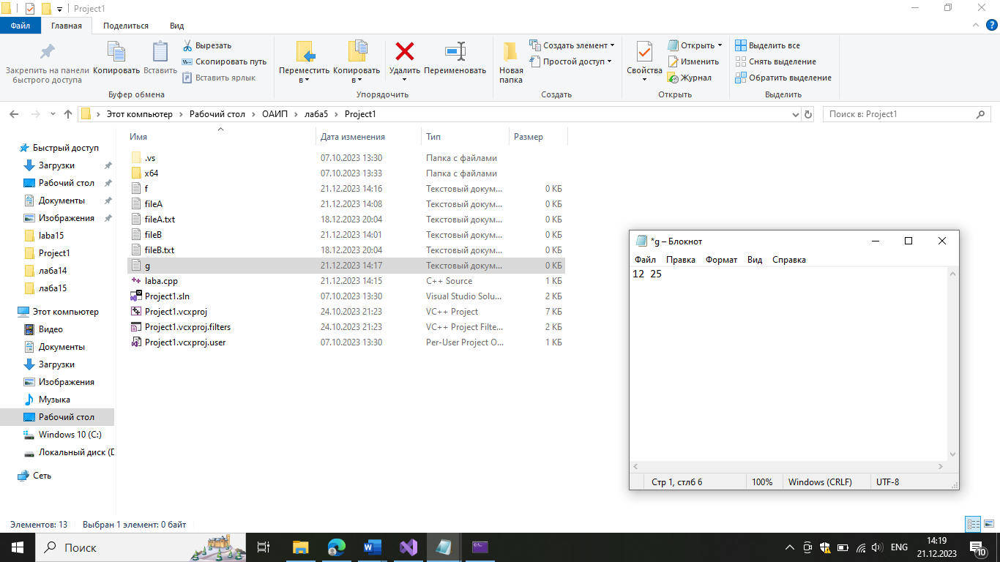 Project1
Файл Главная Поделиться Вид
Закрепить на панели быстрого доступа
Копировать
Вставить
Вырезать
Скопировать путь
Вставить ярлык
Буфер обмена
Переместить в
Копировать в
Удалить
Переименовать
Упорядочить
Новая папка
Создать элемент
Простой доступ
Создать
Свойства
Открыть
Изменить
Журнал
Открыть
Выделить все
Снять выделение
Обратить выделение
Выделить
Этот компьютер > Рабочий стол > ОАИП > лаба5 > Project1
Поиск в: Project1
Быстрый доступ
Загрузки
Рабочий стол
Документы
Изображения
laba15
Project1
лаба14
лаба15
Этот компьютер
Видео
Документы
Загрузки
Изображения
Музыка
Рабочий стол
Windows 10 (C:)
Локальный диск (D
Сеть
Имя Дата изменения Тип Размер
.vs 07.10.2023 13:30 Папка с файлами
x64 07.10.2023 13:33 Папка с файлами
f 21.12.2023 14:16 Текстовый докум... 0 КБ
fileA 21.12.2023 14:08 Текстовый докум... 0 КБ
fileA.txt 18.12.2023 20:04 Текстовый докум... 0 КБ
fileB 21.12.2023 14:01 Текстовый докум... 0 КБ
fileB.txt 18.12.2023 20:04 Текстовый докум... 0 КБ
g 21.12.2023 14:17 Текстовый докум... 0 КБ
laba.cpp 21.12.2023 14:15 C++ Source 1 КБ
Project1.sln 07.10.2023 13:30 Visual Studio Solu... 2 КБ
Project1.vcxproj 24.10.2023 21:23 VC++ Project 7 КБ
Project1.vcxproj.filters 24.10.2023 21:23 VC++ Project Filte... 2 КБ
Project1.vcxproj.user 07.10.2023 13:30 Per-User Project O... 1 КБ
*g – Блокнот
Файл Правка Формат Вид Справка
12 25
Стр 1, стлб 6 100% Windows (CRLF) UTF-8
Элементов: 13 Выбран 1 элемент: 0 байт
Поиск
ENG
14:19
21.12.2023
10